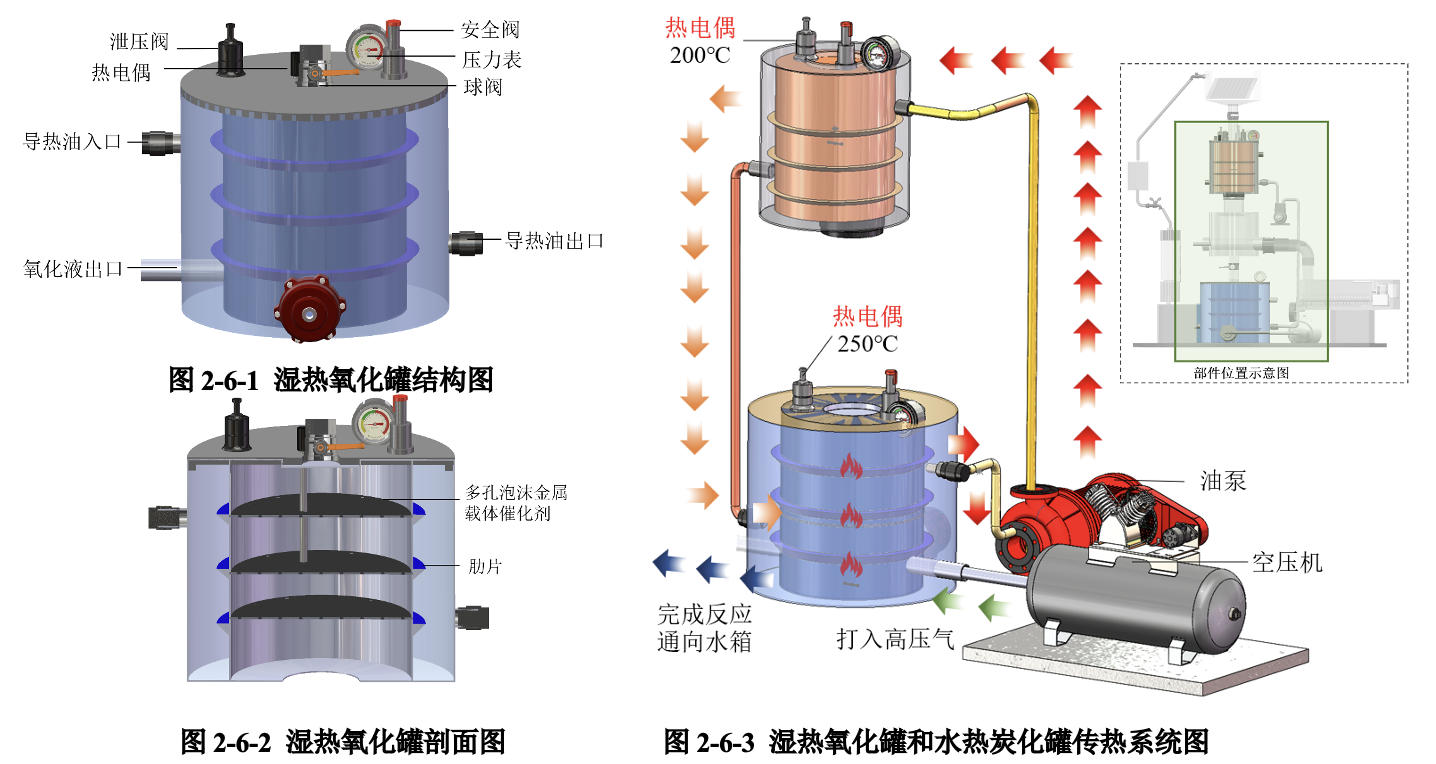 泄压阀
热电偶
安全阀
压力表
球阀
导热油入口
导热油出口
氧化液出口
图 2-6-1 湿热氧化罐结构图
多孔泡沫金属
载体催化剂
肋片
图 2-6-2 湿热氧化罐剖面图
热电偶
200℃
热电偶
250℃
油泵
空压机
完成反应
通向水箱
打入高压气
部件位置示意图
图 2-6-3 湿热氧化罐和水热炭化罐传热系统图